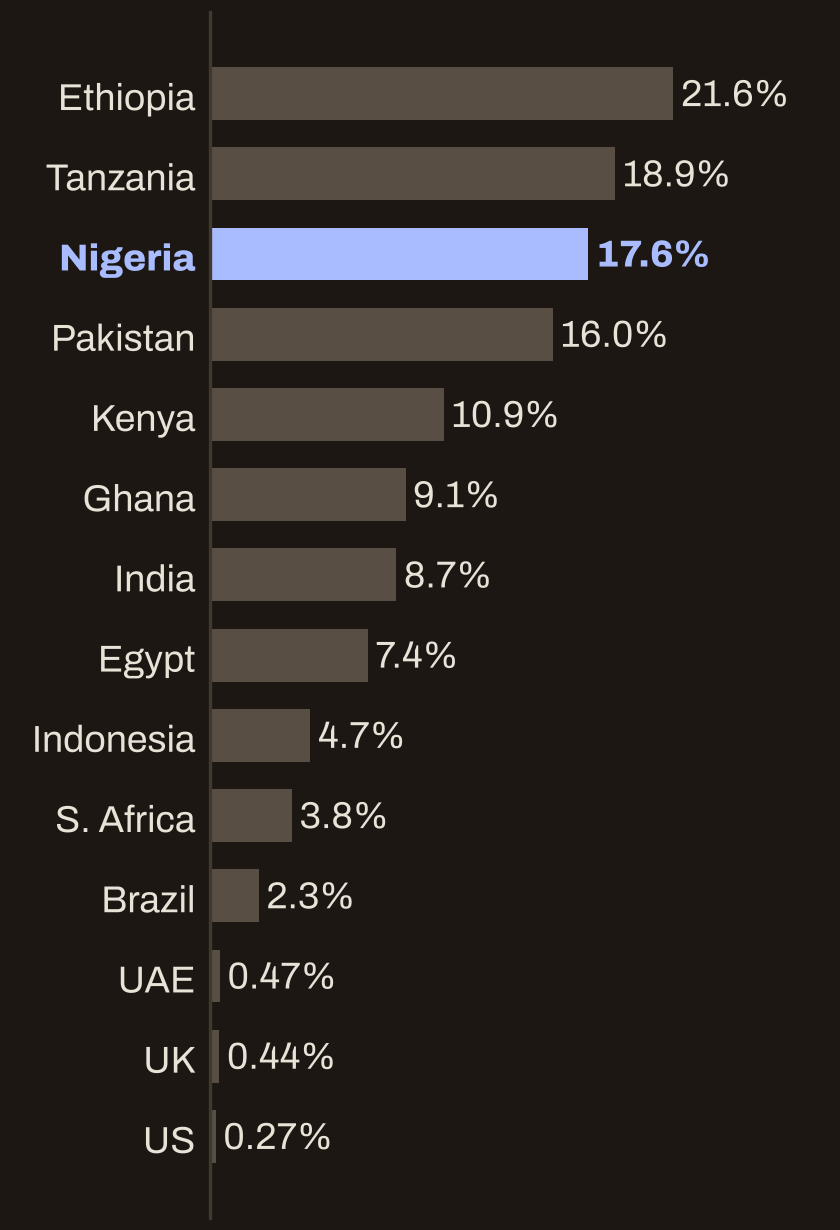 Ethiopia 21.6%
Tanzania 18.9%
Nigeria 17.6%
Pakistan 16.0%
Kenya 10.9%
Ghana 9.1%
India 8.7%
Egypt 7.4%
Indonesia 4.7%
S. Africa 3.8%
Brazil 2.3%
UAE 0.47%
UK 0.44%
US 0.27%